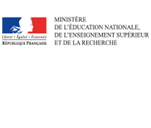 MINISTÈRE
DE L'ÉDUCATION NATIONALE,
DE L'ENSEIGNEMENT SUPÉRIEUR
ET DE LA RECHERCHE
Liberté • Égalité • Fraternité
RÉPUBLIQUE FRANÇAISE